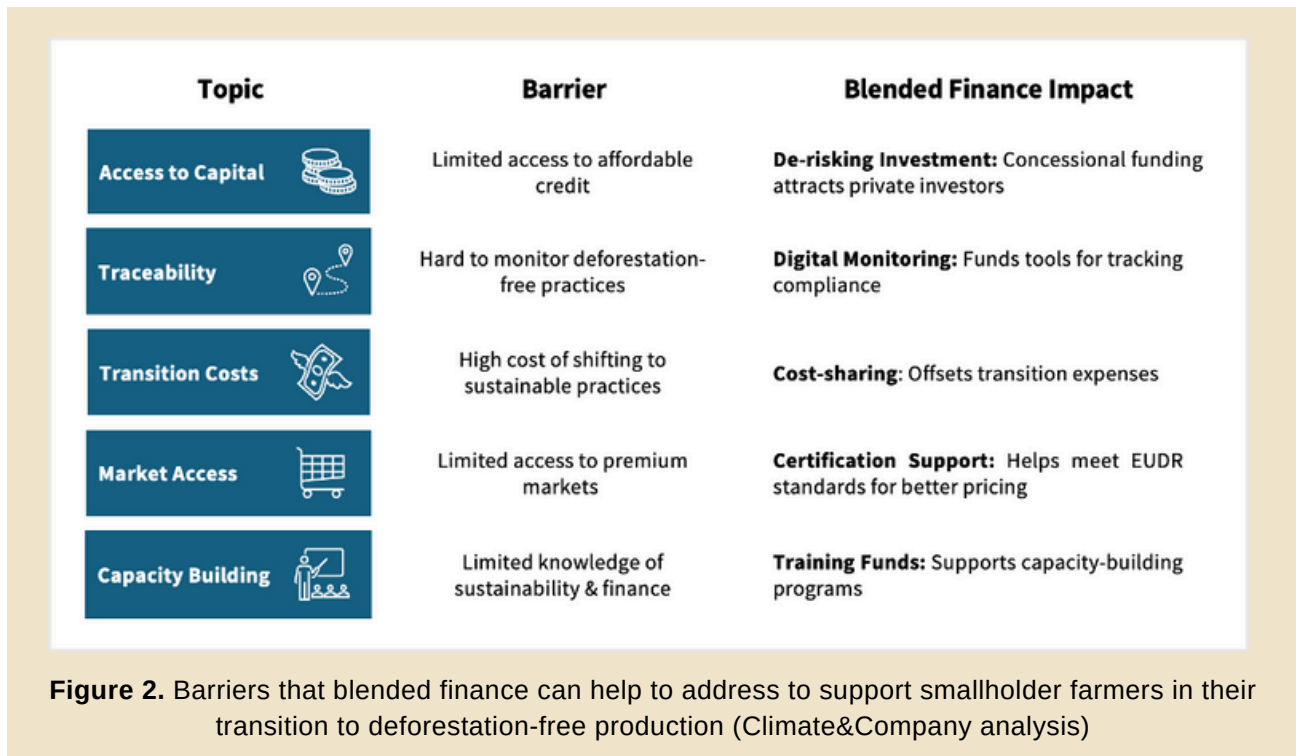 Topic
Barrier
Blended Finance Impact
Access to Capital
Limited access to affordable
credit
De-risking Investment: Concessional funding
attracts private investors
Traceability
Hard to monitor deforestation-
free practices
Digital Monitoring: Funds tools for tracking
compliance
Transition Costs
High cost of shifting to
sustainable practices
Cost-sharing: Offsets transition expenses
Market Access
Limited access to premium
markets
Certification Support: Helps meet EUDR
standards for better pricing
Capacity Building
Limited knowledge of
sustainability & finance
Training Funds: Supports capacity-building
programs
Figure 2. Barriers that blended finance can help to address to support smallholder farmers in their
transition to deforestation-free production (Climate&Company analysis)